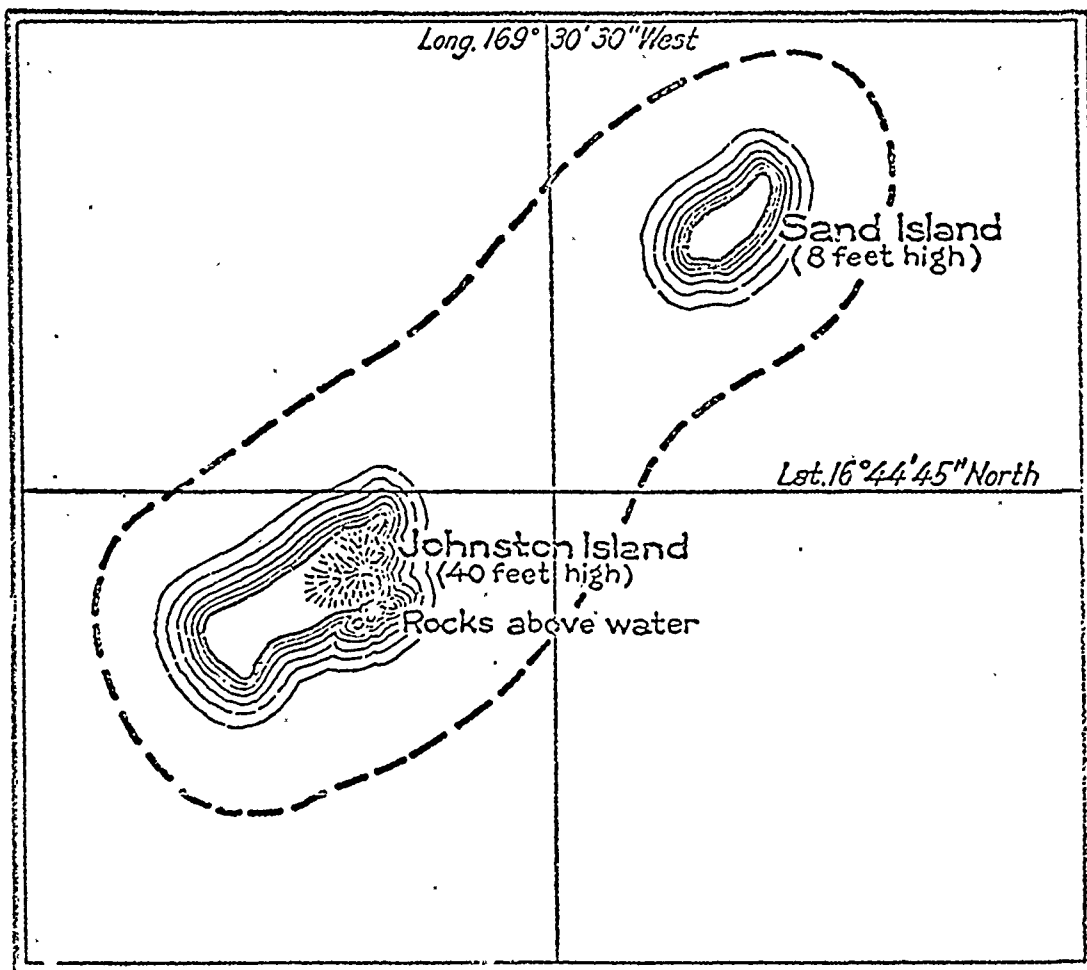 Long. 169° 30' 30" West
Sand Island
(8 feet high)
Lat. 16° 44' 45" North
Johnston Island
(40 feet high)
Rocks above water